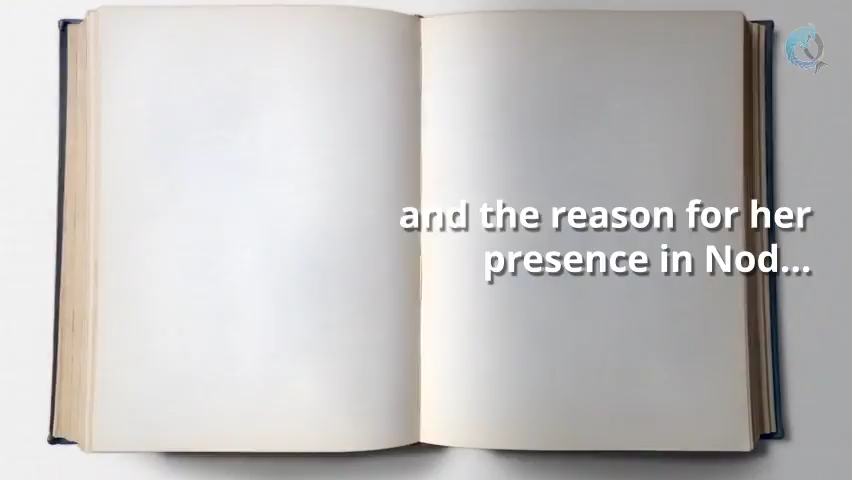 and the reason for her
presence in Nod...